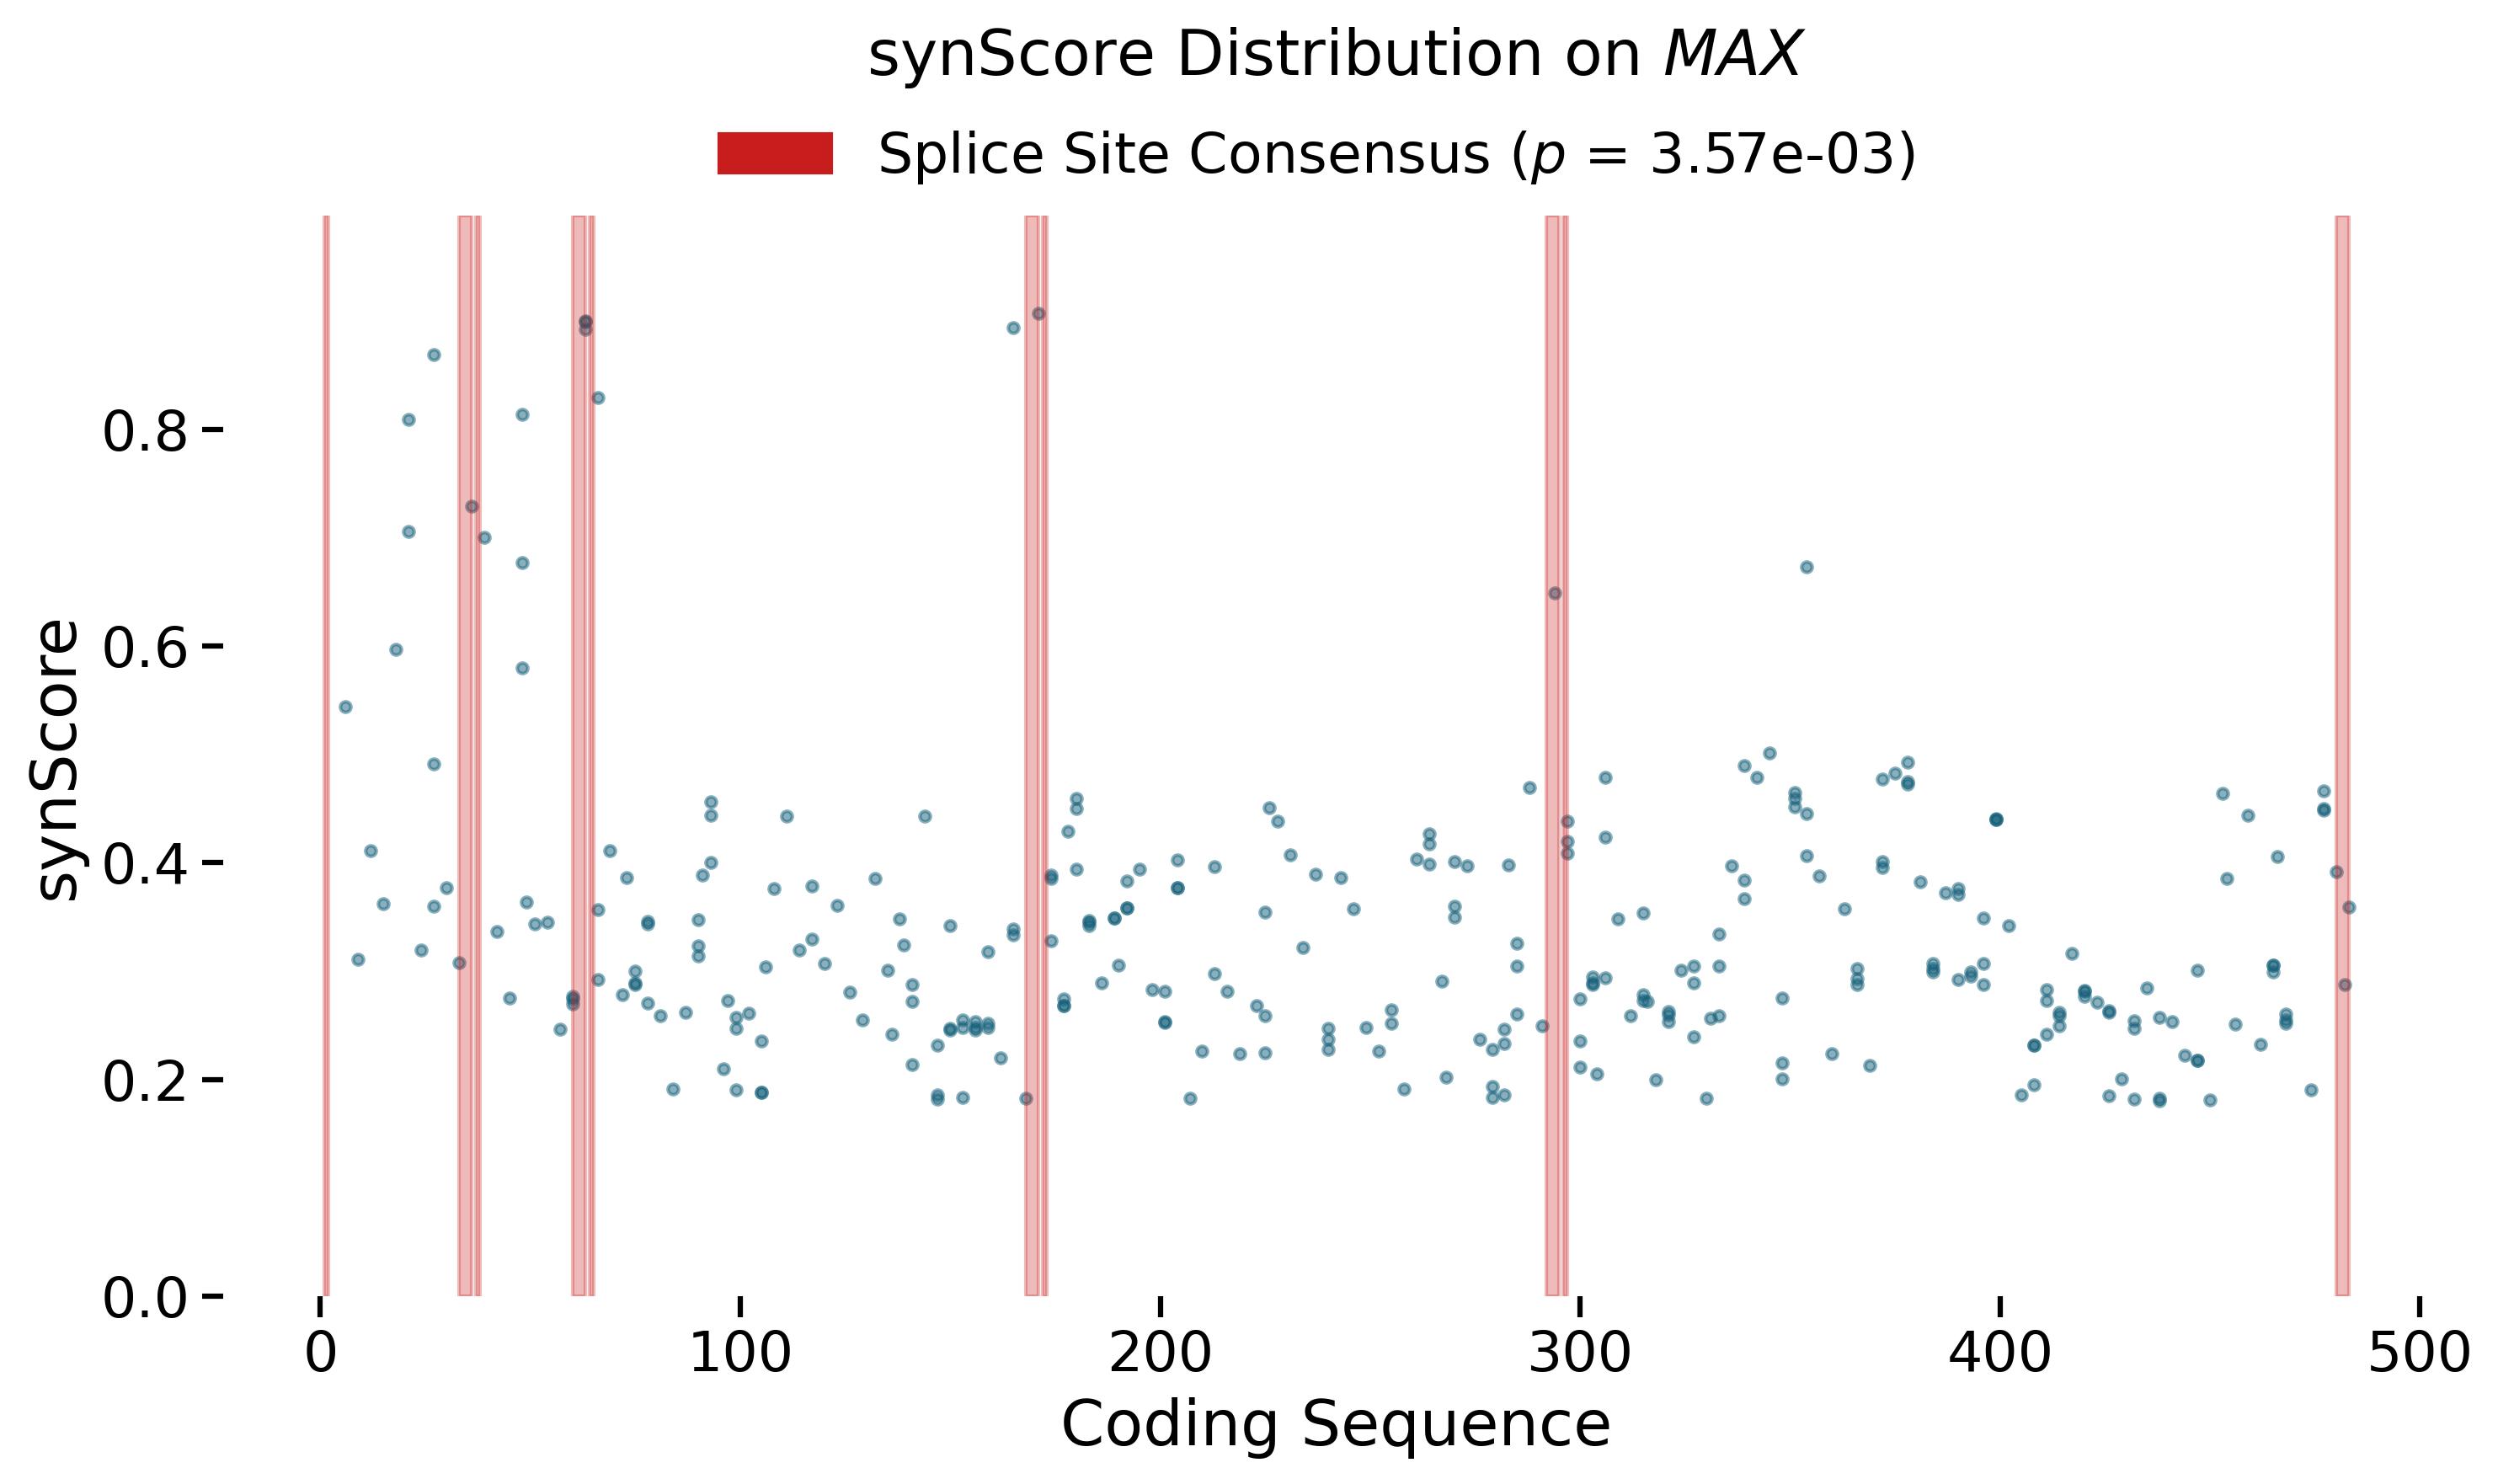 synScore Distribution on MAX
Splice Site Consensus (p = 3.57e-03)
synScore
0.8
0.6
0.4
0.2
0.0
0 100 200 300 400 500
Coding Sequence